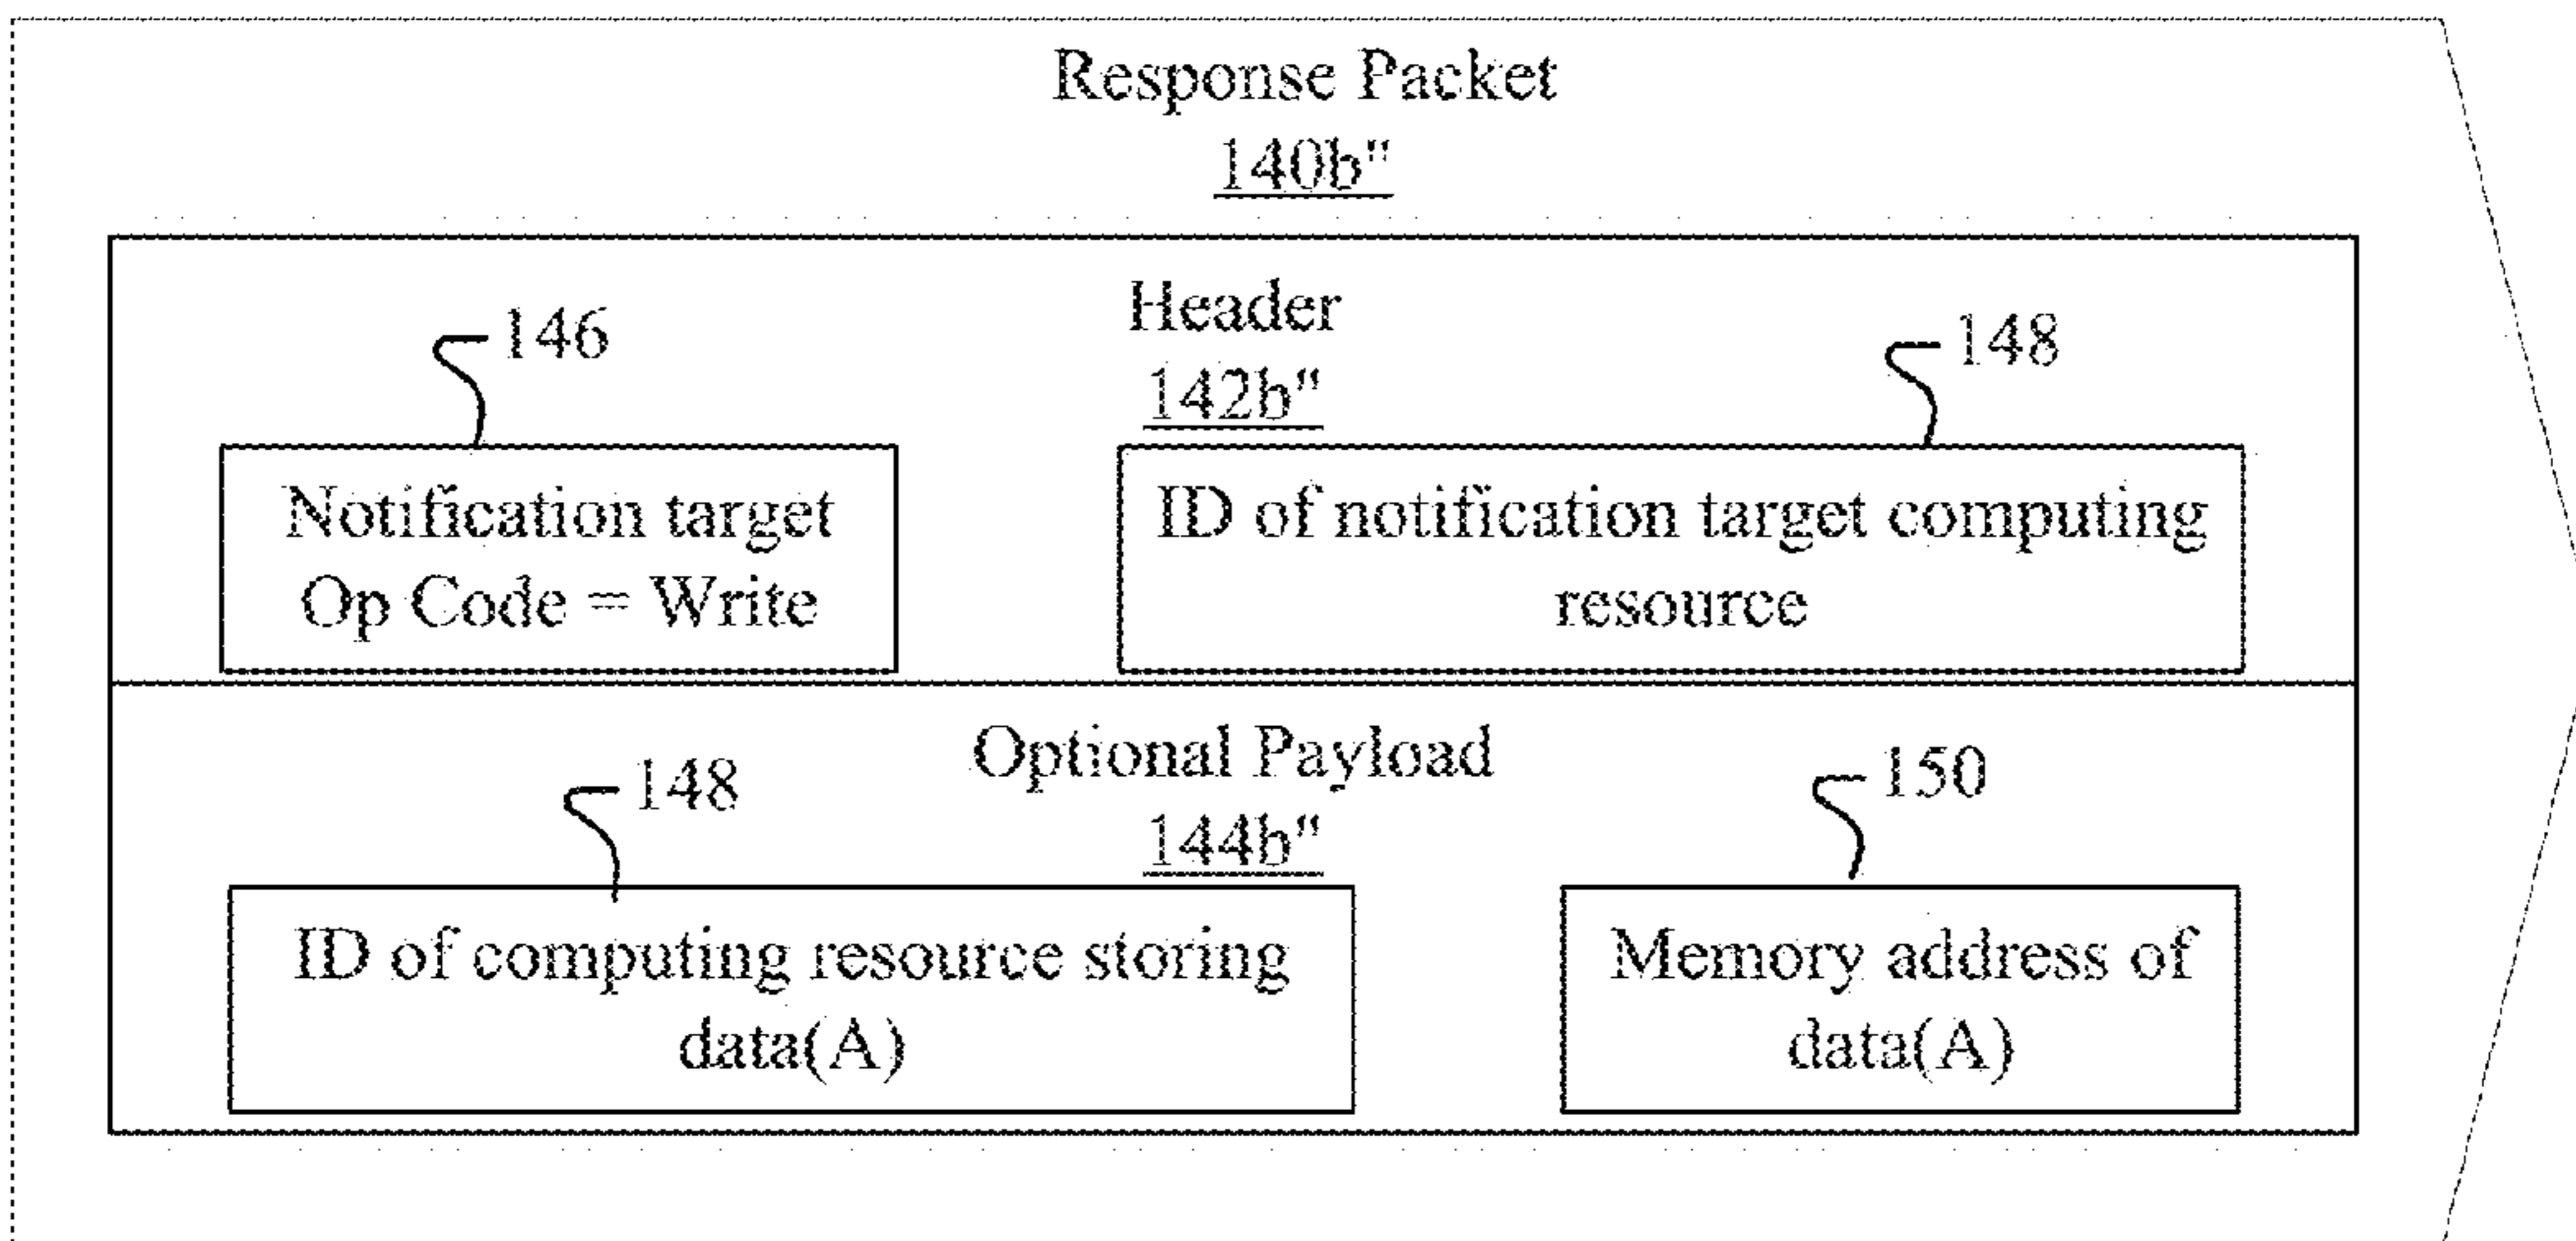 Response Packet
140b"
Header
142b"
146
148
Notification target
Op Code = Write
ID of notification target computing
resource
Optional Payload
144b"
148
150
ID of computing resource storing
data(A)
Memory address of
data(A)